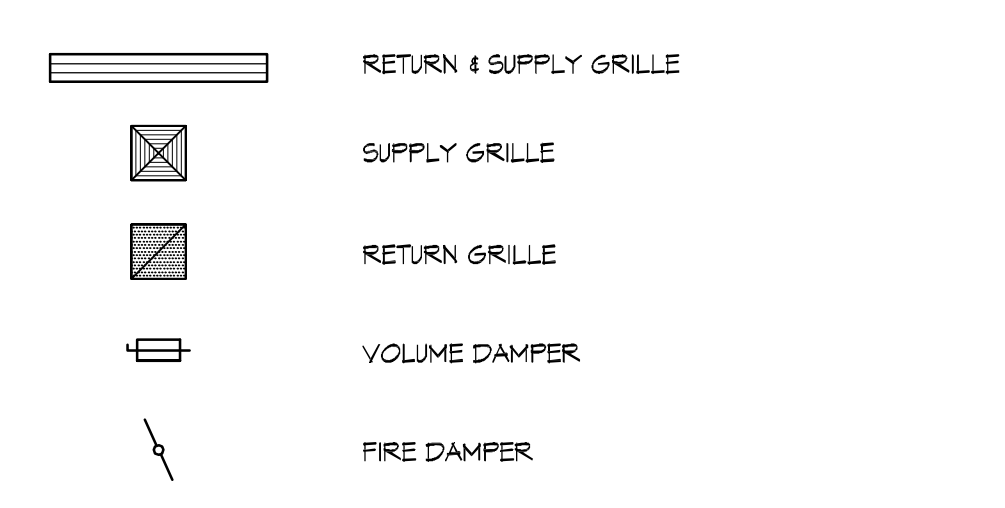 RETURN & SUPPLY GRILLE
SUPPLY GRILLE
RETURN GRILLE
VOLUME DAMPER
FIRE DAMPER